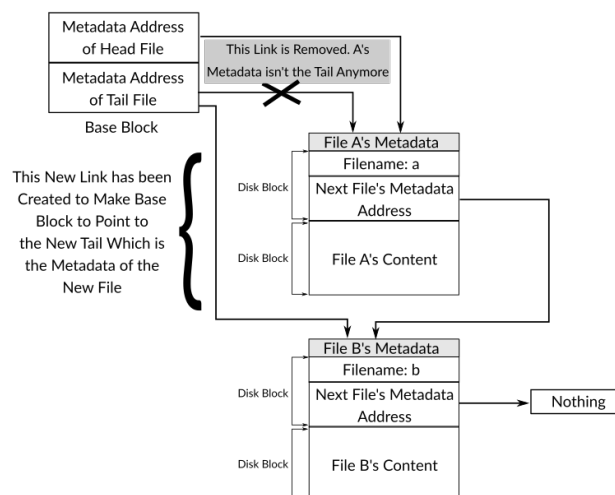 Metadata Address
of Head File
This Link is Removed. A's
Metadata isn't the Tail Anymore
Metadata Address
of Tail File
Base Block
File A's Metadata
Filename: a
Disk Block
Next File's Metadata
Address
This New Link has been
Created to Make Base
Block to Point to
the New Tail Which is
the Metadata of the
New File
Disk Block
File A's Content
File B's Metadata
Filename: b
Disk Block
Next File's Metadata
Address
Nothing
Disk Block
File B's Content